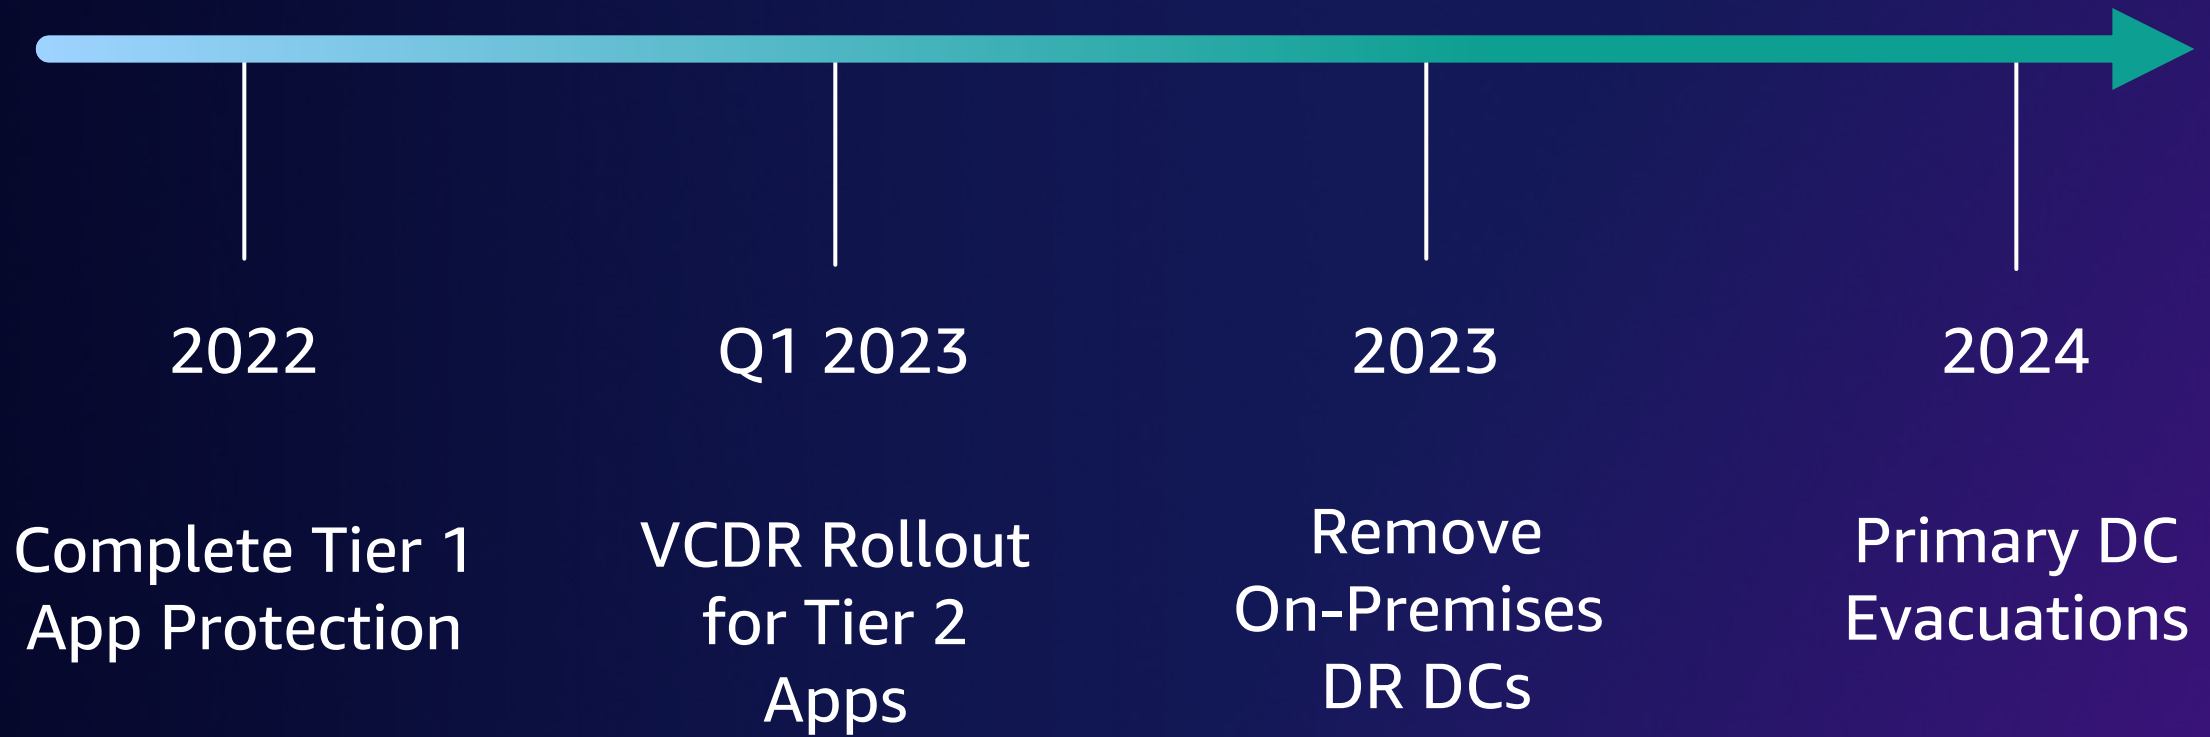 2022
Complete Tier 1
App Protection
Q1 2023
VCDR Rollout
for Tier 2
Apps
2023
Remove
On-Premises
DR DCs
2024
Primary DC
Evacuations